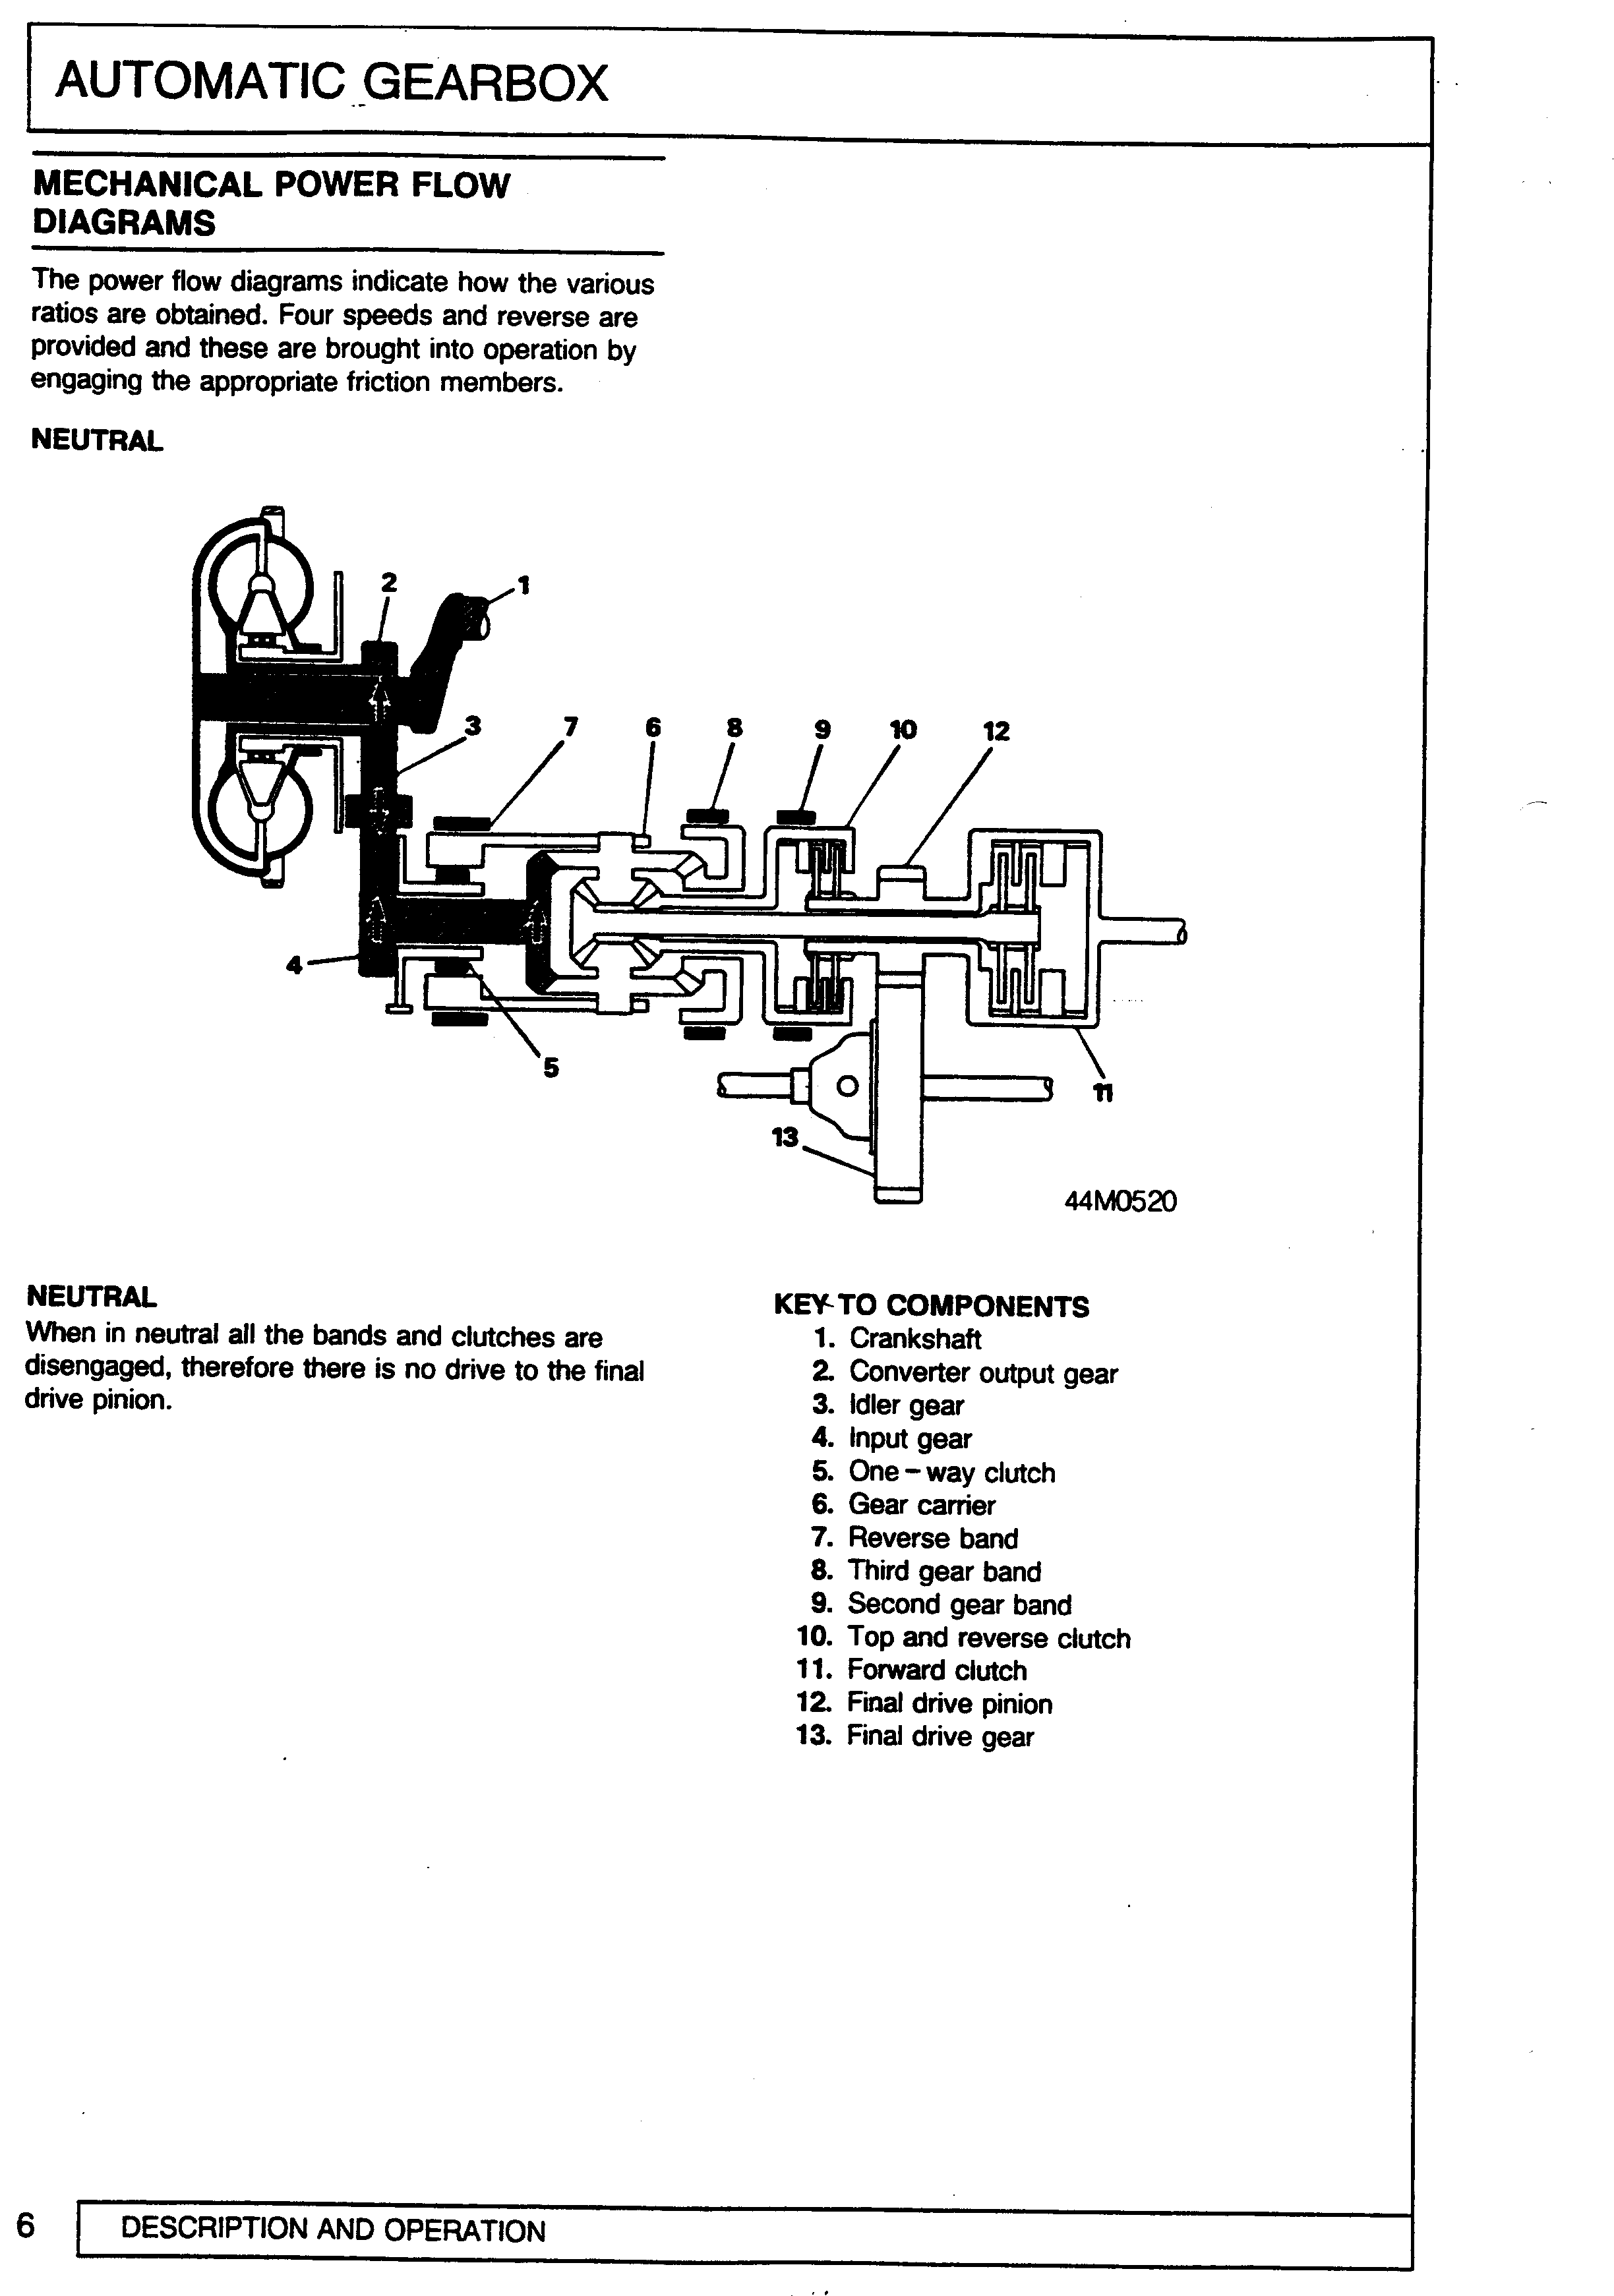 AUTOMATIC GEARBOX
MECHANICAL POWER FLOW
DIAGRAMS
The power flow diagrams indicate how the various
ratios are obtained. Four speeds and reverse are
provided and these are brought into operation by
engaging the appropriate friction members.
NEUTRAL
2
1
3
7
6
8
9
10
12
4
5
11
13
44M0520
NEUTRAL
When in neutral all the bands and clutches are
disengaged, therefore there is no drive to the final
drive pinion.
KEY TO COMPONENTS
1. Crankshaft
2. Converter output gear
3. Idler gear
4. Input gear
5. One-way clutch
6. Gear carrier
7. Reverse band
8. Third gear band
9. Second gear band
10. Top and reverse clutch
11. Forward clutch
12. Final drive pinion
13. Final drive gear
6
DESCRIPTION AND OPERATION